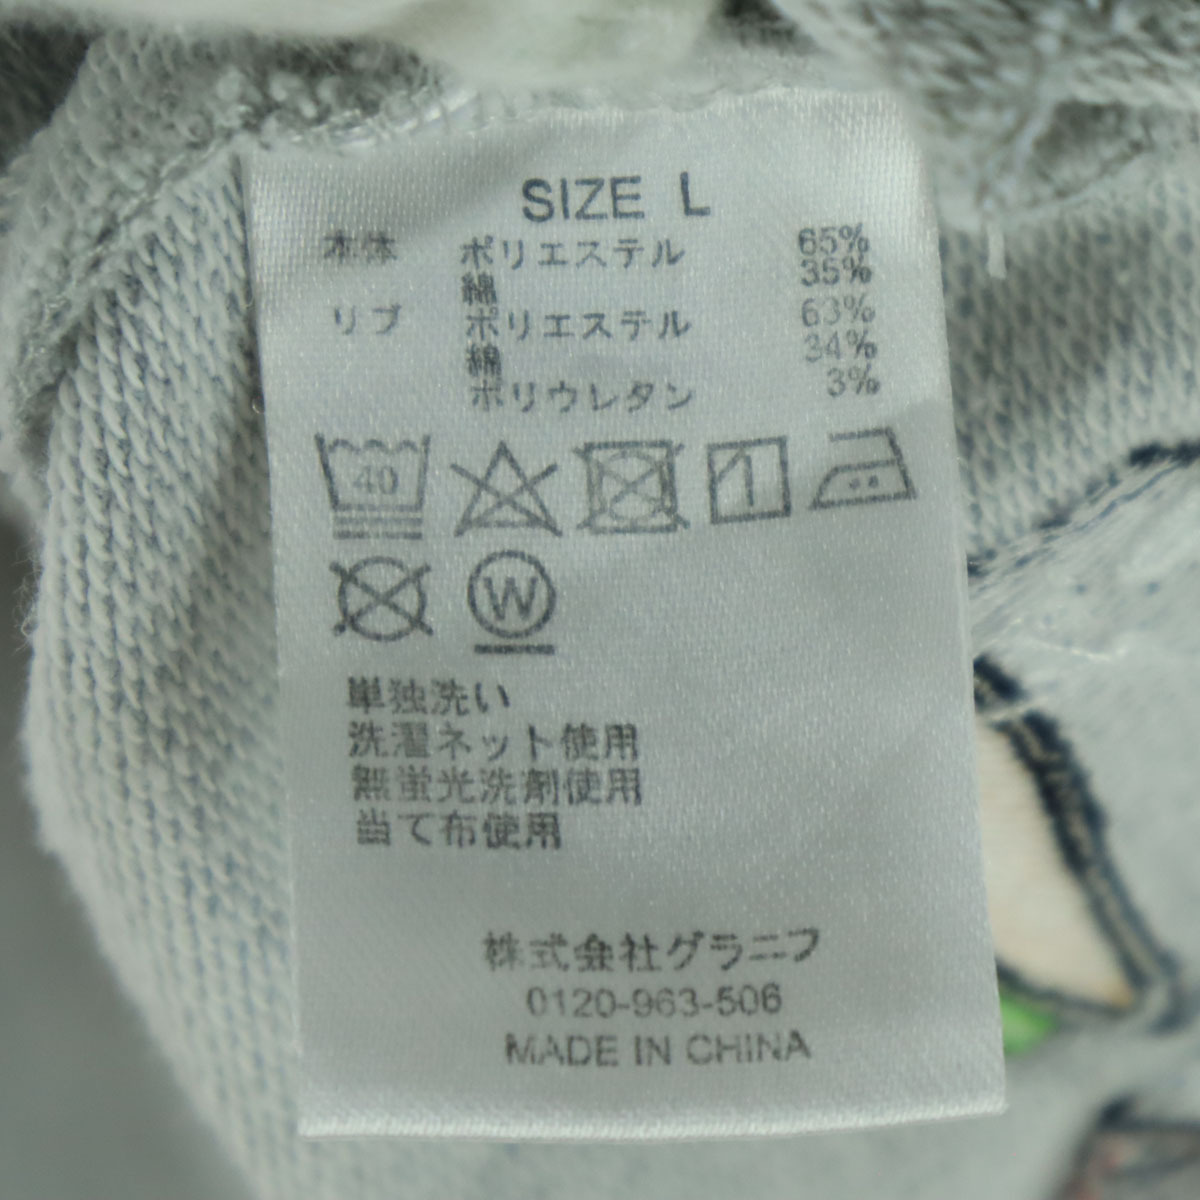 SIZE L
本体 ポリエステル 65%
綿 35%
リブ ポリエステル 63%
綿 34%
ポリウレタン 3%
40
W
単独洗い
洗濯ネット使用
無蛍光洗剤使用
当て布使用
株式会社グラニフ
0120-963-506
MADE IN CHINA